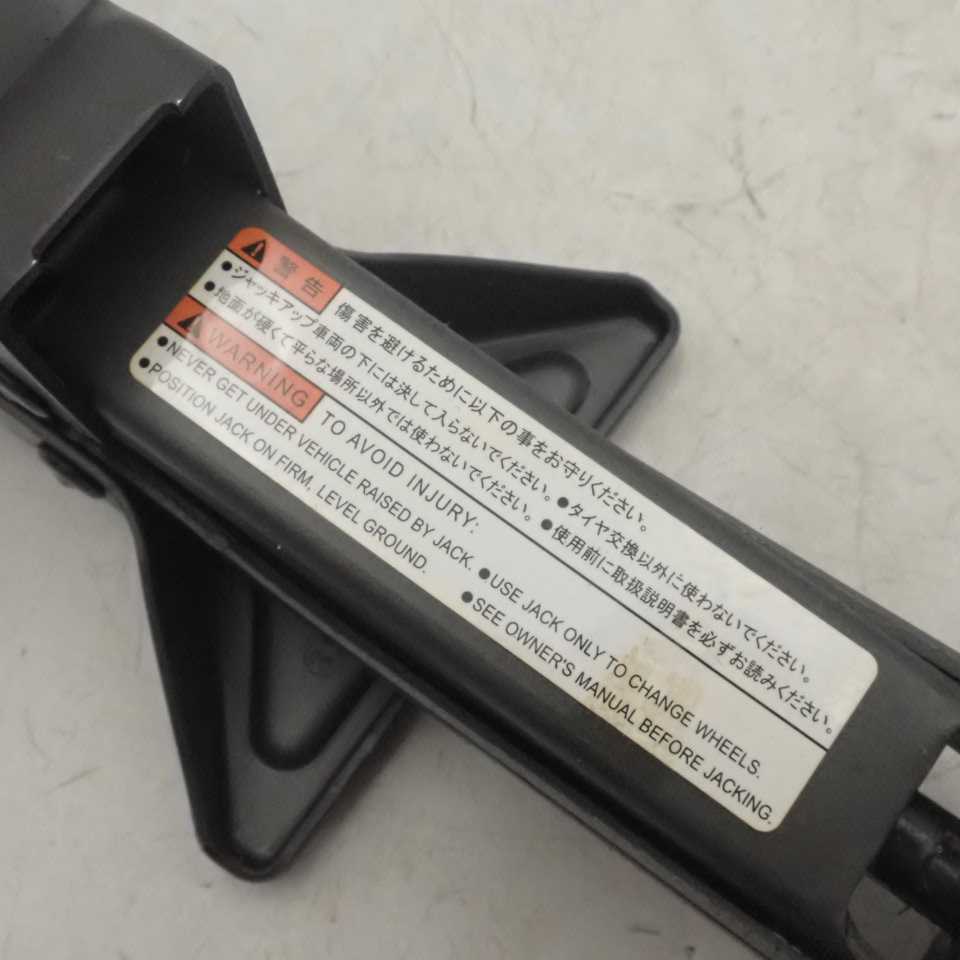 警告 傷害を避けるために以下の事をお守りください。
●ジャッキアップ車両の下には決して入らないでください。 ●タイヤ交換以外に使わないでください。
●地面が硬くて平らな場所以外では使わないでください。 ●使用前に取扱説明書を必ずお読みください。
WARNING TO AVOID INJURY:
●NEVER GET UNDER VEHICLE RAISED BY JACK. ●USE JACK ONLY TO CHANGE WHEELS.
●POSITION JACK ON FIRM, LEVEL GROUND. ●SEE OWNER'S MANUAL BEFORE JACKING.